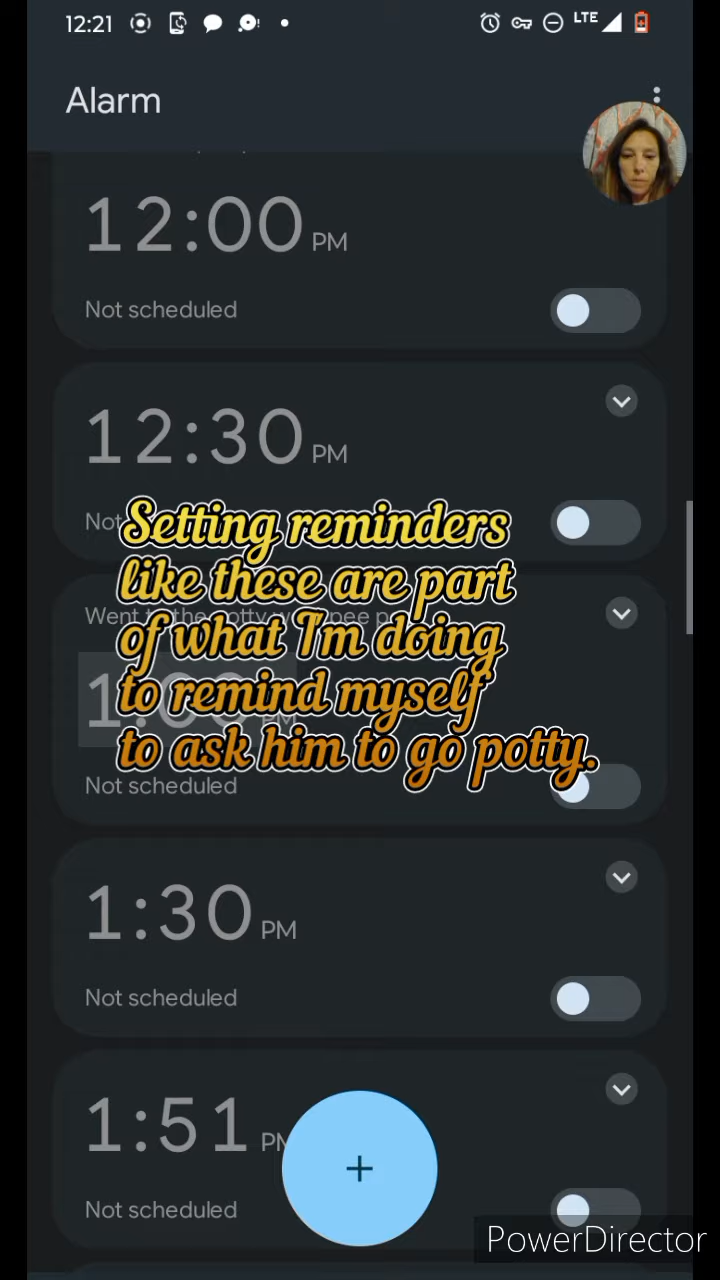 12:21
LTE
Alarm
12:00 PM
Not scheduled
12:30 PM
Setting reminders
like these are part
of what I'm doing
to remind myself
to ask him to go potty.
Went
Not scheduled
1:30 PM
Not scheduled
1:51
Not scheduled
PowerDirector